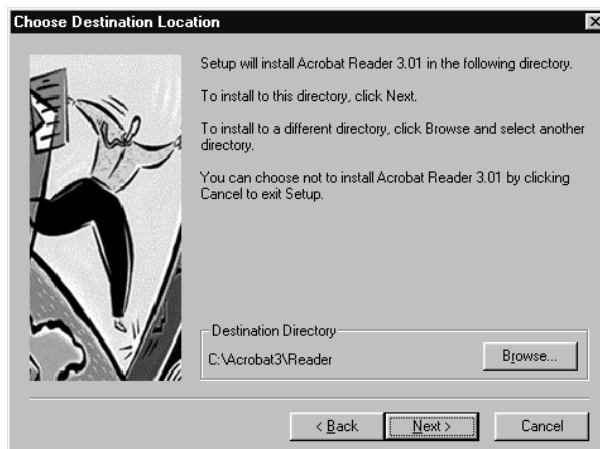 Choose Destination Location
Setup will install Acrobat Reader 3.01 in the following directory.
To install to this directory, click Next.
To install to a different directory, click Browse and select another
directory.
You can choose not to install Acrobat Reader 3.01 by clicking
Cancel to exit Setup.
Destination Directory
C:\Acrobat3\Reader
Browse...
< Back
Next >
Cancel